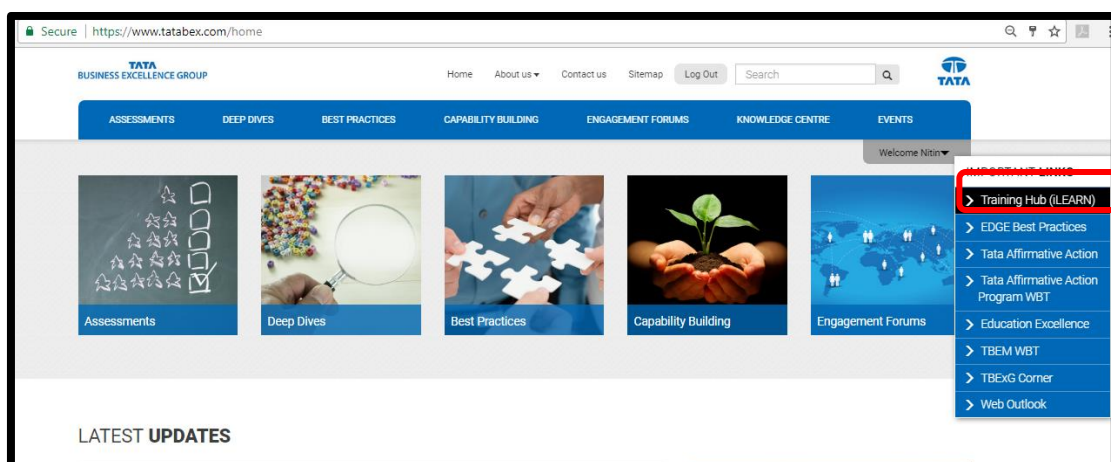 Secure | https://www.tatabex.com/home
TATA
BUSINESS EXCELLENCE GROUP
Home About us Contact us Sitemap Log Out Search
TATA
ASSESSMENTS DEEP DIVES BEST PRACTICES CAPABILITY BUILDING ENGAGEMENT FORUMS KNOWLEDGE CENTRE EVENTS
Welcome Nitin
IMPORTANT LINKS
Training Hub (iLEARN)
EDGE Best Practices
Tata Affirmative Action
Tata Affirmative Action
Program WBT
Education Excellence
TBEM WBT
TBExG Corner
Web Outlook
Assessments Deep Dives Best Practices Capability Building Engagement Forums
LATEST UPDATES